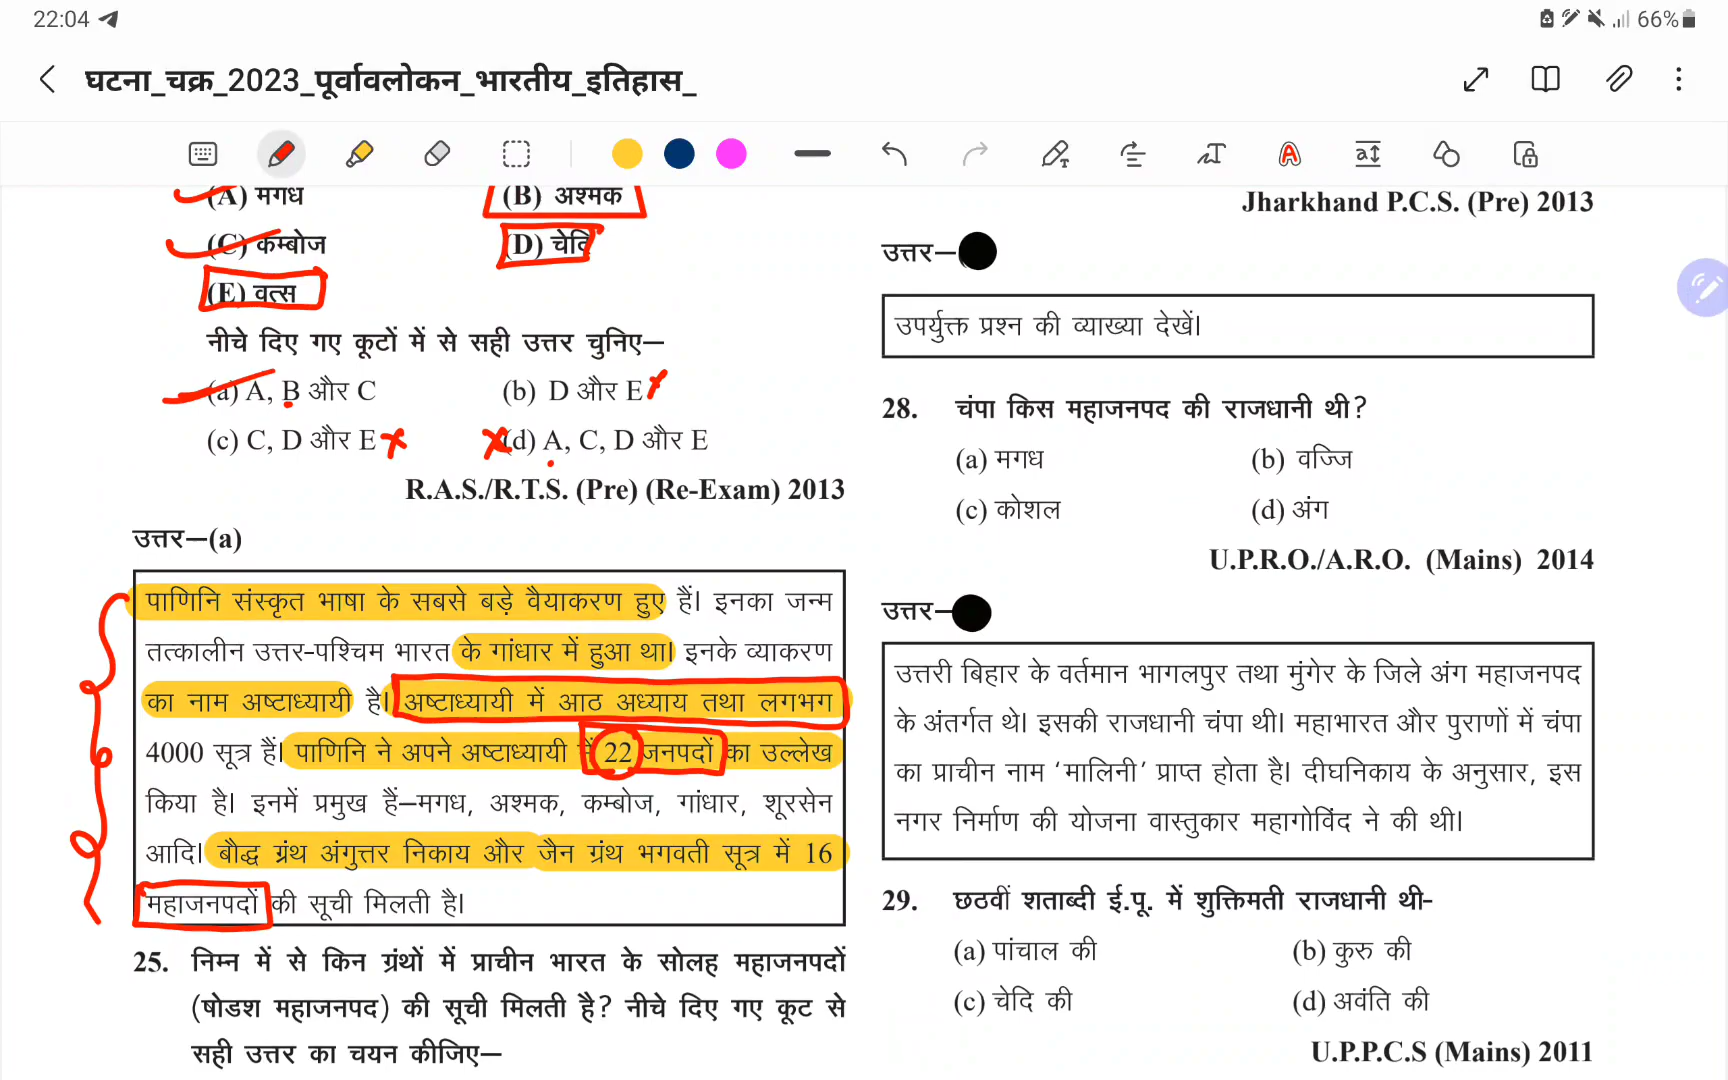 22:04
66%
घटना_चक्र_2023_पूर्वावलोकन_भारतीय_इतिहास_
(A) मगध
(B) अश्मक
(C) कम्बोज
(D) चेदि
(E) वत्स
नीचे दिए गए कूटों में से सही उत्तर चुनिए–
(a) A, B और C
(b) D और E
(c) C, D और E
(d) A, C, D और E
R.A.S./R.T.S. (Pre) (Re-Exam) 2013
उत्तर–(a)
पाणिनि संस्कृत भाषा के सबसे बड़े वैयाकरण हुए हैं। इनका जन्म
तत्कालीन उत्तर-पश्चिम भारत के गांधार में हुआ था। इनके व्याकरण
का नाम अष्टाध्यायी है। अष्टाध्यायी में आठ अध्याय तथा लगभग
4000 सूत्र हैं। पाणिनि ने अपने अष्टाध्यायी में 22 जनपदों का उल्लेख
किया है। इनमें प्रमुख हैं–मगध, अश्मक, कम्बोज, गांधार, शूरसेन
आदि। बौद्ध ग्रंथ अंगुत्तर निकाय और जैन ग्रंथ भगवती सूत्र में 16
महाजनपदों की सूची मिलती है।
25. निम्न में से किन ग्रंथों में प्राचीन भारत के सोलह महाजनपदों
(षोडश महाजनपद) की सूची मिलती है? नीचे दिए गए कूट से
सही उत्तर का चयन कीजिए–
Jharkhand P.C.S. (Pre) 2013
उत्तर–
उपर्युक्त प्रश्न की व्याख्या देखें।
28. चंपा किस महाजनपद की राजधानी थी?
(a) मगध
(b) वज्जि
(c) कोशल
(d) अंग
U.P.R.O./A.R.O. (Mains) 2014
उत्तर–
उत्तरी बिहार के वर्तमान भागलपुर तथा मुंगेर के जिले अंग महाजनपद
के अंतर्गत थे। इसकी राजधानी चंपा थी। महाभारत और पुराणों में चंपा
का प्राचीन नाम ‘मालिनी’ प्राप्त होता है। दीघनिकाय के अनुसार, इस
नगर निर्माण की योजना वास्तुकार महागोविंद ने की थी।
29. छठवीं शताब्दी ई.पू. में शुक्तिमती राजधानी थी-
(a) पांचाल की
(b) कुरु की
(c) चेदि की
(d) अवंति की
U.P.P.C.S (Mains) 2011